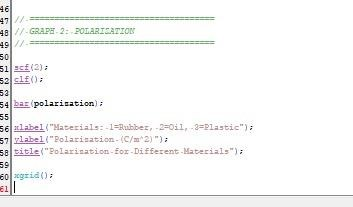 46
47 // =====================================
48 // GRAPH 2: POLARIZATION
49 // =====================================
50
51 scf(2);
52 clf();
53
54 bar(polarization);
55
56 xlabel("Materials: 1=Rubber, 2=Oil, 3=Plastic");
57 ylabel("Polarization (C/m^2)");
58 title("Polarization for Different Materials");
59
60 xgrid();
61